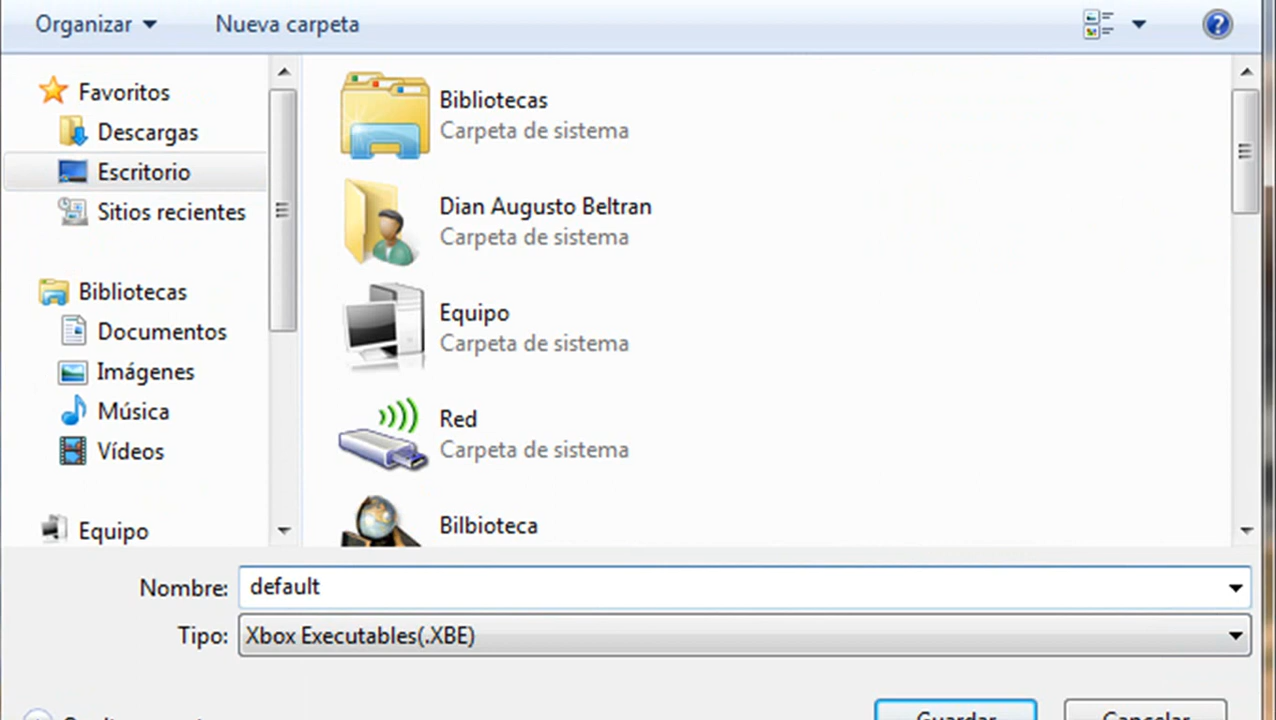 Organizar
Nueva carpeta
Favoritos
Descargas
Escritorio
Sitios recientes
Bibliotecas
Documentos
Imágenes
Música
Vídeos
Equipo
Bibliotecas
Carpeta de sistema
Dian Augusto Beltran
Carpeta de sistema
Equipo
Carpeta de sistema
Red
Carpeta de sistema
Bilbioteca
Nombre: default
Tipo: Xbox Executables(.XBE)
Guardar
Cancelar